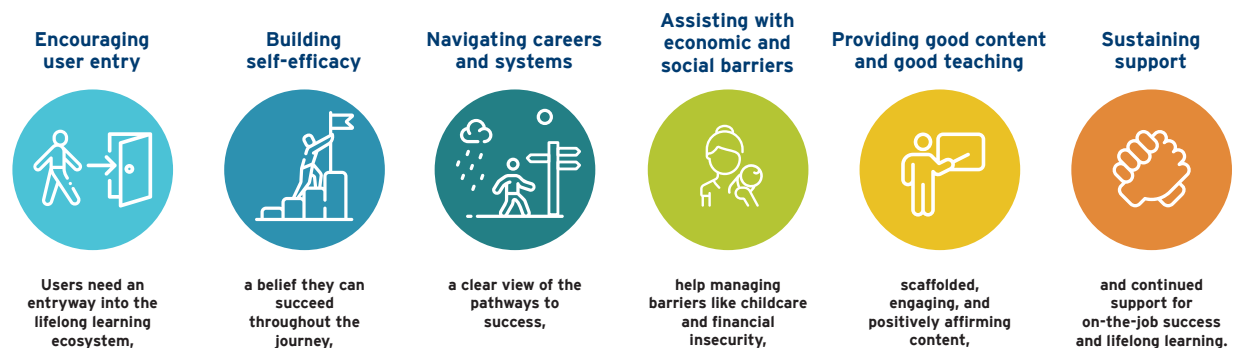 Encouraging
user entry
Building
self-efficacy
Navigating careers
and systems
Assisting with
economic and
social barriers
Providing good content
and good teaching
Sustaining
support
Users need an
entryway into the
lifelong learning
ecosystem,
a belief they can
succeed
throughout the
journey,
a clear view of the
pathways to
success,
help managing
barriers like childcare
and financial
insecurity,
scaffolded,
engaging, and
positively affirming
content,
and continued
support for
on-the-job success
and lifelong learning.